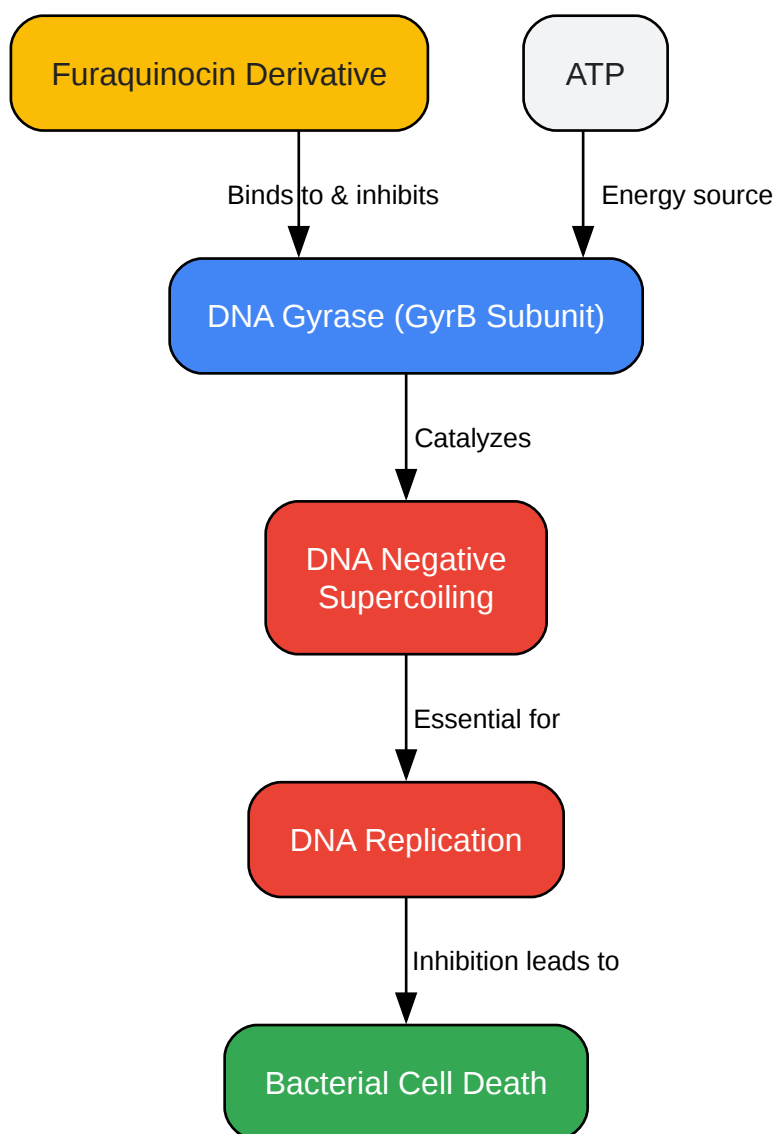 Furaquinocin Derivative
ATP
Binds to & inhibits
Energy source
DNA Gyrase (GyrB Subunit)
Catalyzes
DNA Negative
Supercoiling
Essential for
DNA Replication
Inhibition leads to
Bacterial Cell Death